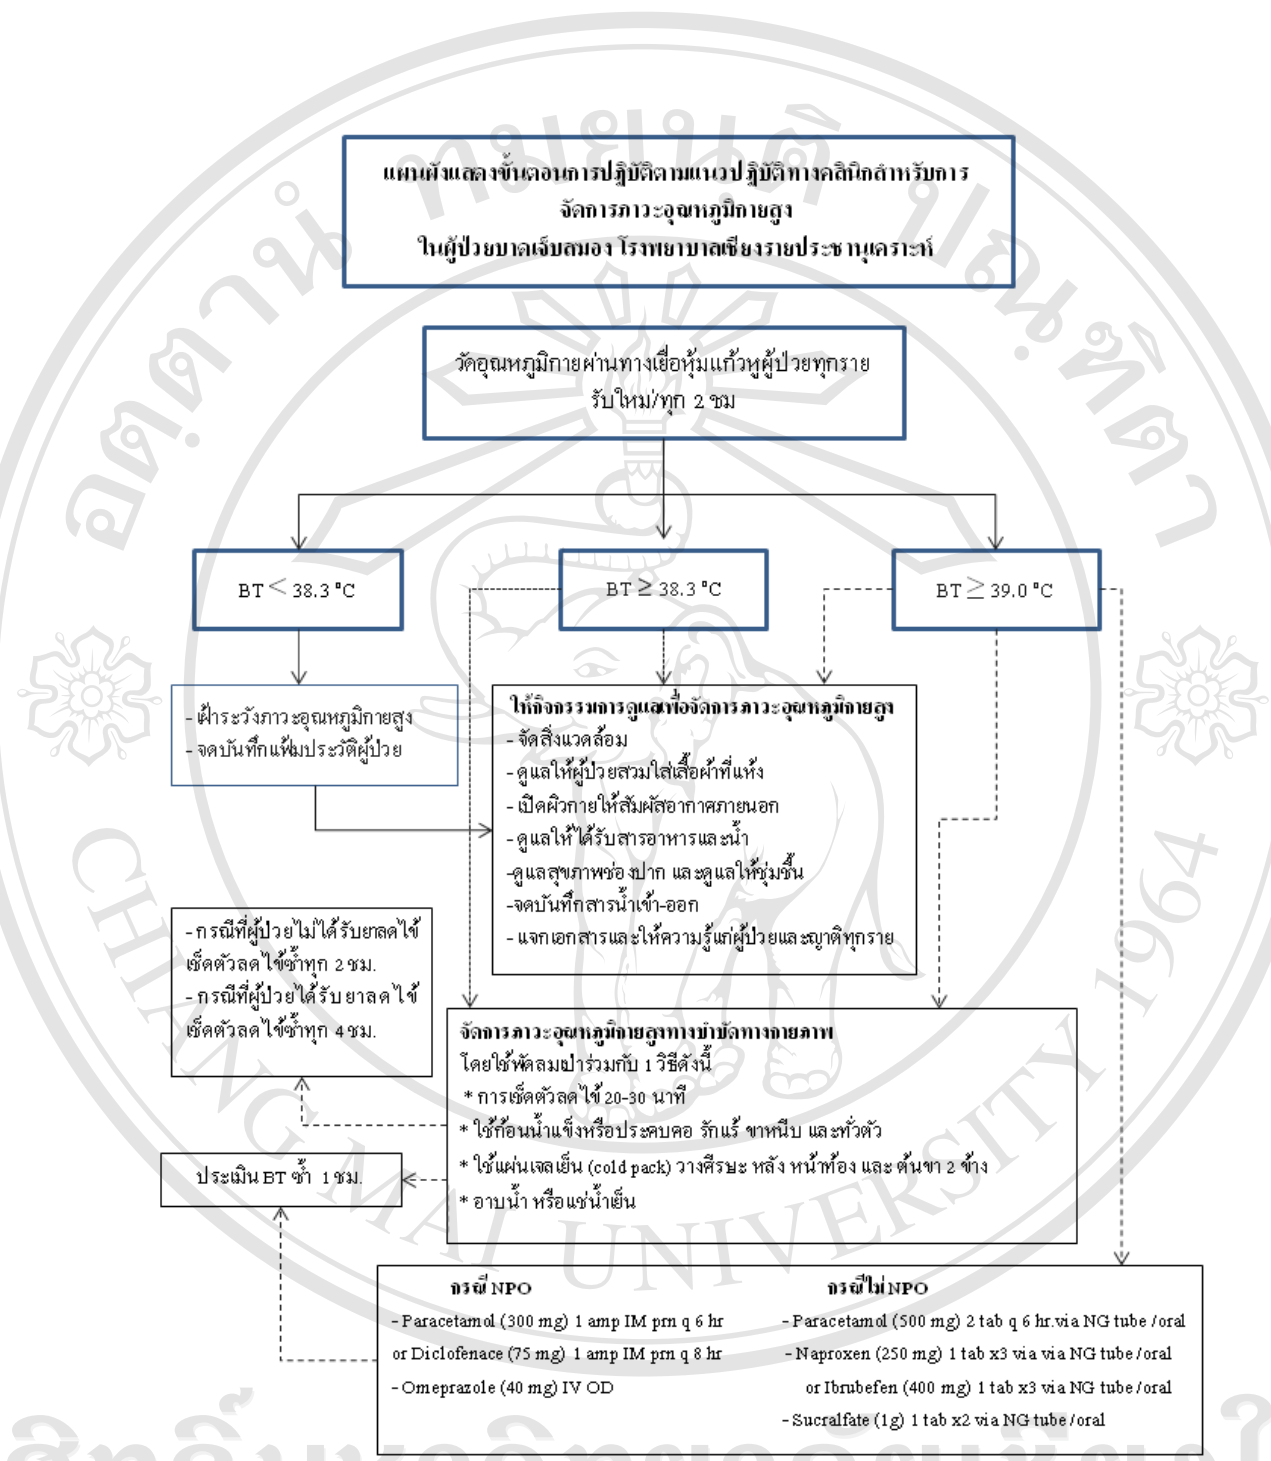 แผนผังแสดงขั้นตอนการปฏิบัติตามแนวปฏิบัติทางคลินิกสำหรับการ
จัดการภาวะอุณหภูมิกายสูง
ในผู้ป่วยบาดเจ็บสมอง โรงพยาบาลเชียงรายประชานุเคราะห์
วัดอุณหภูมิกายผ่านทางเยื่อหุ้มแก้วหูผู้ป่วยทุกราย
รับใหม่/ทุก 2 ชม
BT < 38.3 °C
BT ≥ 38.3 °C
BT ≥ 39.0 °C
- เฝ้าระวังภาวะอุณหภูมิกายสูง
- จดบันทึกแฟ้มประวัติผู้ป่วย
ให้กิจกรรมการดูแลเพื่อจัดการภาวะอุณหภูมิกายสูง
- จัดสิ่งแวดล้อม
- ดูแลให้ผู้ป่วยสวมใส่เสื้อผ้าที่แห้ง
- เปิดผิวกายให้สัมผัสอากาศภายนอก
- ดูแลให้ได้รับสารอาหารและน้ำ
-ดูแลสุขภาพช่องปาก และดูแลให้ชุ่มชื้น
-จดบันทึกสารน้ำเข้า-ออก
- แจกเอกสารและให้ความรู้แก่ผู้ป่วยและญาติทุกราย
- กรณีที่ผู้ป่วยไม่ได้รับยาลดไข้
เช็ดตัวลดไข้ซ้ำทุก 2 ชม.
- กรณีที่ผู้ป่วยได้รับยาลดไข้
เช็ดตัวลดไข้ซ้ำทุก 4 ชม.
จัดการภาวะอุณหภูมิกายสูงทางบำบัดทางกายภาพ
โดยใช้พัดลมเป่าร่วมกับ 1 วิธีดังนี้
* การเช็ดตัวลดไข้ 20-30 นาที
* ใช้ก้อนน้ำแข็งหรือประคบคอ รักแร้ ขาหนีบ และทั่วตัว
* ใช้แผ่นเจลเย็น (cold pack) วางศีรษะ หลัง หน้าท้อง และ ต้นขา 2 ข้าง
* อาบน้ำ หรือแช่น้ำเย็น
ประเมิน BT ซ้ำ 1 ชม.
กรณี NPO
- Paracetamol (300 mg) 1 amp IM prn q 6 hr
or Diclofenace (75 mg) 1 amp IM prn q 8 hr
- Omeprazole (40 mg) IV OD
กรณีไม่ NPO
- Paracetamol (500 mg) 2 tab q 6 hr.via NG tube /oral
- Naproxen (250 mg) 1 tab x3 via via NG tube /oral
or Ibrubefen (400 mg) 1 tab x3 via NG tube /oral
- Sucralfate (1g) 1 tab x2 via NG tube /oral
CHIANG MAI UNIVERSITY 1964